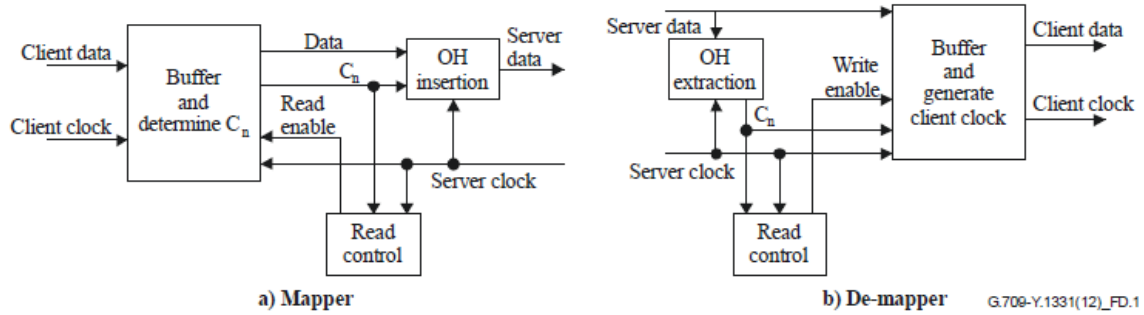 Client data
Client clock
Buffer
and
determine Cn
Data
Cn
Read
enable
OH
insertion
Server
data
Server clock
Read
control
a) Mapper
Server data
OH
extraction
Cn
Write
enable
Server clock
Read
control
Buffer
and
generate
client clock
Client data
Client clock
b) De-mapper
G.709-Y.1331(12)_FD.1